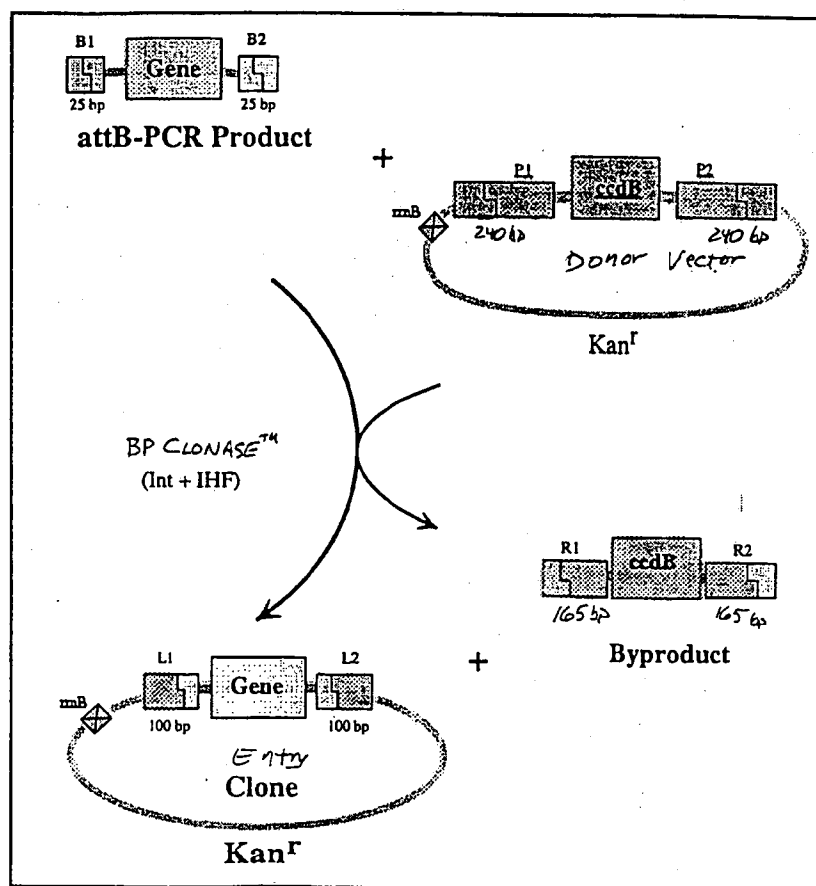 B1 B2
Gene
25 bp 25 bp
attB-PCR Product
+
P1 P2
ccdB
rrnB
240 bp 240 bp
Donor Vector
Kan^r
BP CLONASE™
(Int + IHF)
R1 R2
ccdB
165 bp 165 bp
Byproduct
+
L1 L2
Gene
rrnB
100 bp 100 bp
Entry
Clone
Kan^r